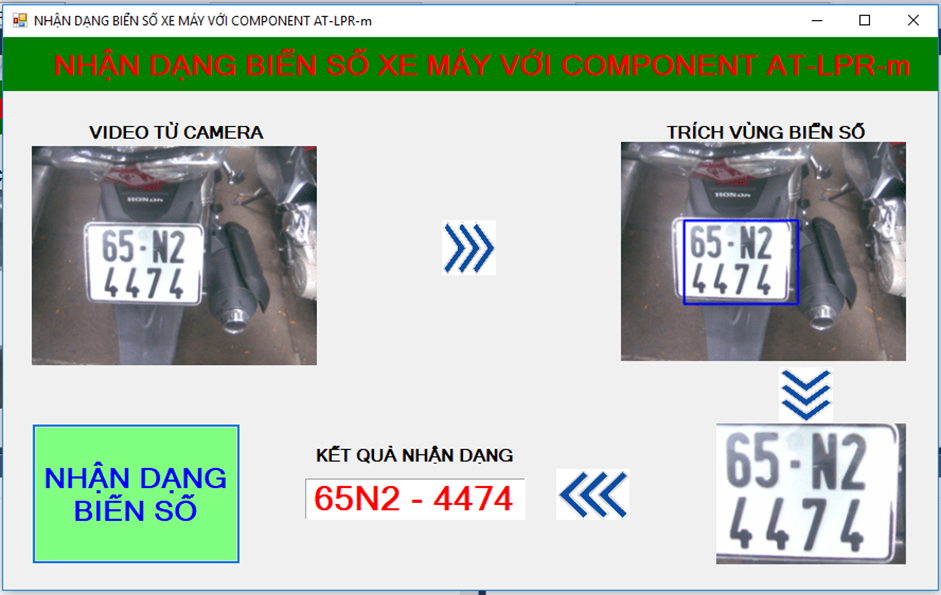 NHẬN DẠNG BIỂN SỐ XE MÁY VỚI COMPONENT AT-LPR-m
NHẬN DẠNG BIỂN SỐ XE MÁY VỚI COMPONENT AT-LPR-m
VIDEO TỪ CAMERA
TRÍCH VÙNG BIỂN SỐ
HONDA
65-N2
4474
HONDA
65-N2
4474
65-N2
4474
KẾT QUẢ NHẬN DẠNG
65N2 - 4474
NHẬN DẠNG
BIỂN SỐ